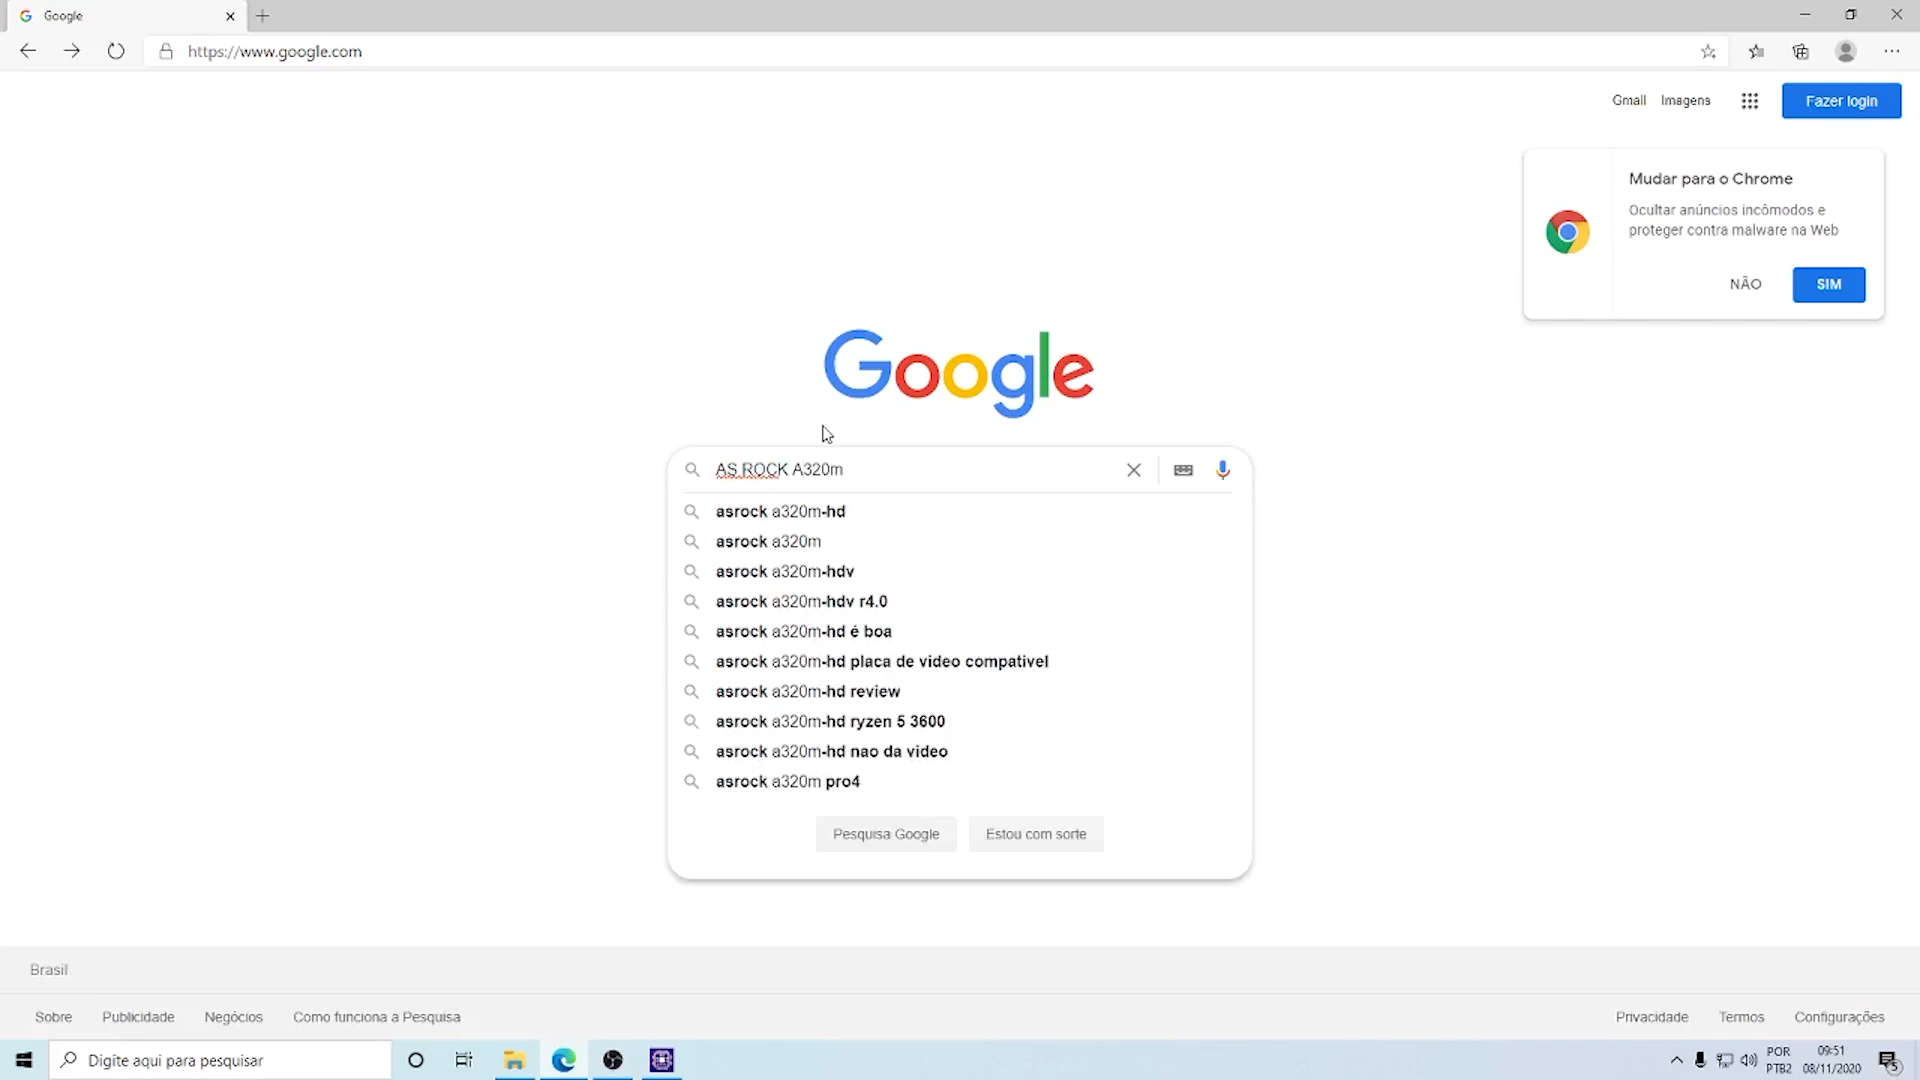 Google
https://www.google.com
Gmail Imagens Fazer login
Mudar para o Chrome
Ocultar anúncios incômodos e
proteger contra malware na Web
NÃO SIM
Google
AS ROCK A320m
asrock a320m-hd
asrock a320m
asrock a320m-hdv
asrock a320m-hdv r4.0
asrock a320m-hd é boa
asrock a320m-hd placa de video compativel
asrock a320m-hd review
asrock a320m-hd ryzen 5 3600
asrock a320m-hd nao da video
asrock a320m pro4
Pesquisa Google Estou com sorte
Brasil
Sobre Publicidade Negócios Como funciona a Pesquisa Privacidade Termos Configurações
Digite aqui para pesquisar
POR 09:51
PTB2 08/11/2020 5